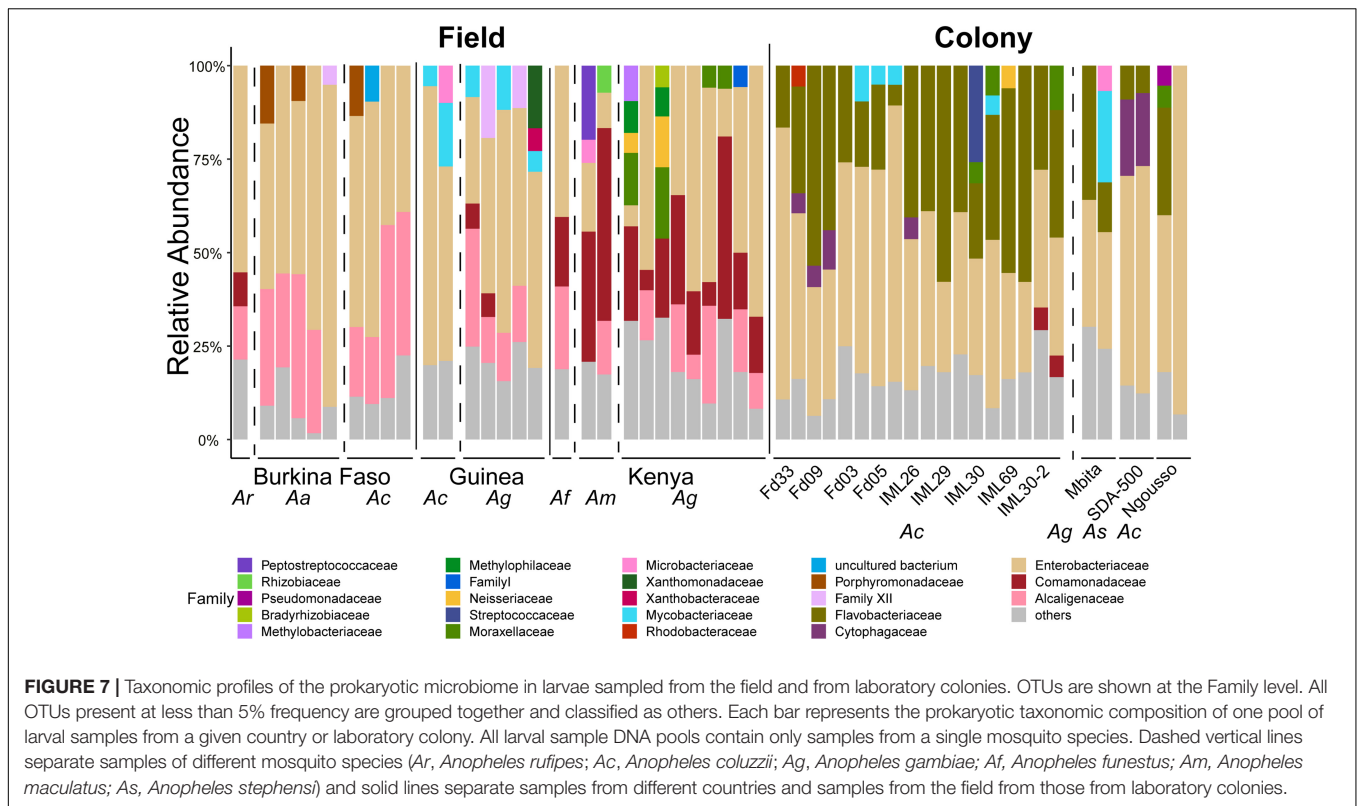 Field Colony
100%
75%
50%
25%
0%
Relative Abundance
Fd33 Fd09 Fd03 Fd05 IML26 IML29 IML30 IML69 IML30-2 Mbita SDA-500 Ngousso
Burkina Faso Guinea Kenya
Ar Aa Ac Ac Ag Af Am Ag Ac Ag As Ac
Family
Peptostreptococcaceae
Rhizobiaceae
Pseudomonadaceae
Bradyrhizobiaceae
Methylobacteriaceae
Methylophilaceae
FamilyI
Neisseriaceae
Streptococcaceae
Moraxellaceae
Microbacteriaceae
Xanthomonadaceae
Xanthobacteraceae
Mycobacteriaceae
Rhodobacteraceae
uncultured bacterium
Porphyromonadaceae
Family XII
Flavobacteriaceae
Cytophagaceae
Enterobacteriaceae
Comamonadaceae
Alcaligenaceae
others
FIGURE 7 | Taxonomic profiles of the prokaryotic microbiome in larvae sampled from the field and from laboratory colonies. OTUs are shown at the Family level. All
OTUs present at less than 5% frequency are grouped together and classified as others. Each bar represents the prokaryotic taxonomic composition of one pool of
larval samples from a given country or laboratory colony. All larval sample DNA pools contain only samples from a single mosquito species. Dashed vertical lines
separate samples of different mosquito species (Ar, Anopheles rufipes; Ac, Anopheles coluzzii; Ag, Anopheles gambiae; Af, Anopheles funestus; Am, Anopheles
maculatus; As, Anopheles stephensi) and solid lines separate samples from different countries and samples from the field from those from laboratory colonies.